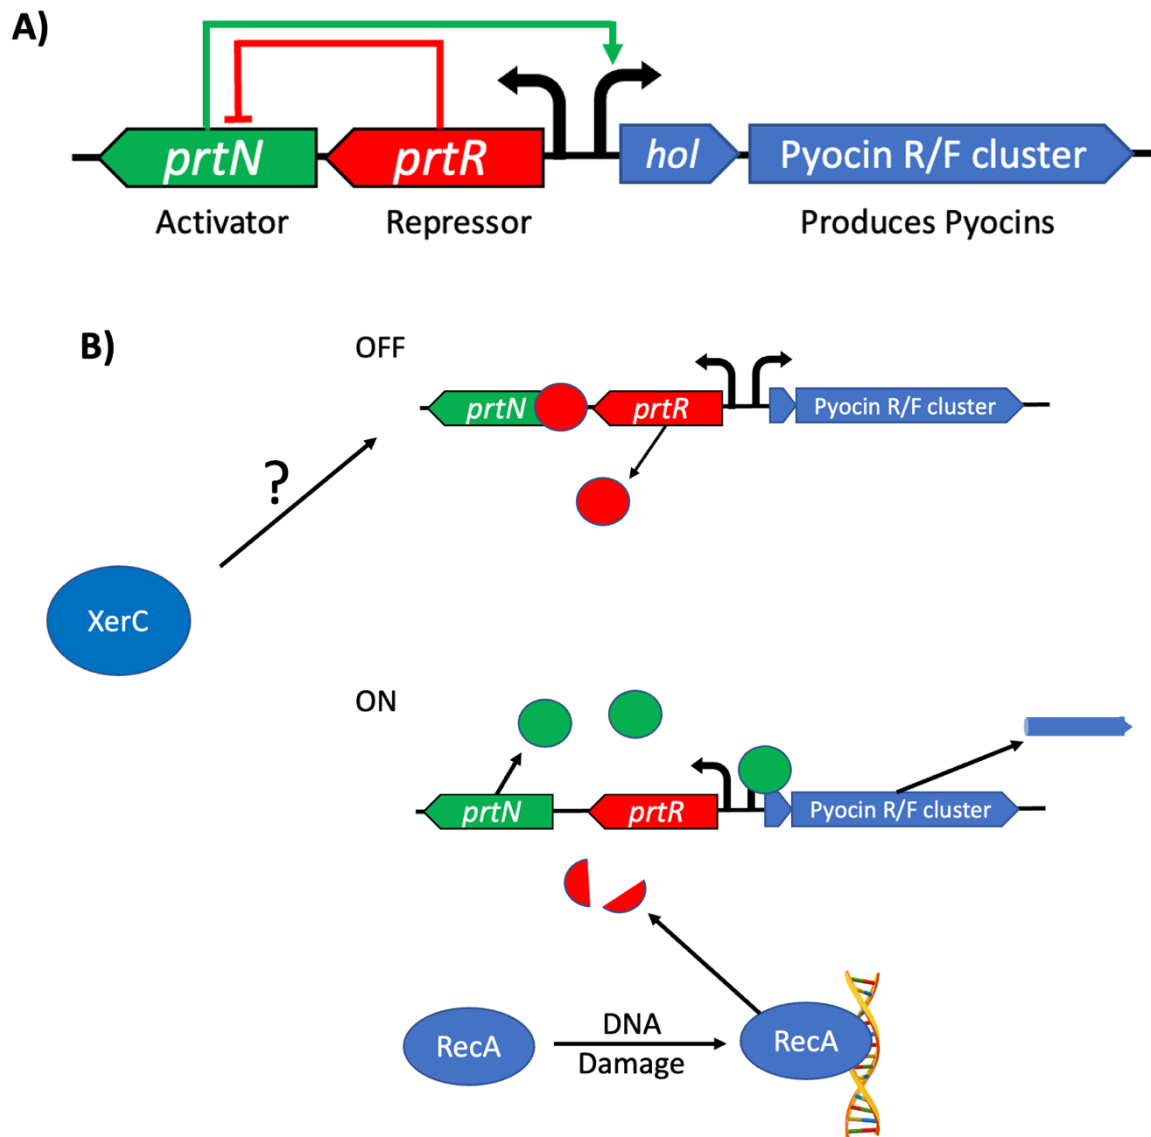 A)
prtN
prtR
hol
Pyocin R/F cluster
Activator
Repressor
Produces Pyocins
B)
OFF
prtN
prtR
Pyocin R/F cluster
?
XerC
ON
prtN
prtR
Pyocin R/F cluster
RecA
DNA
Damage
RecA